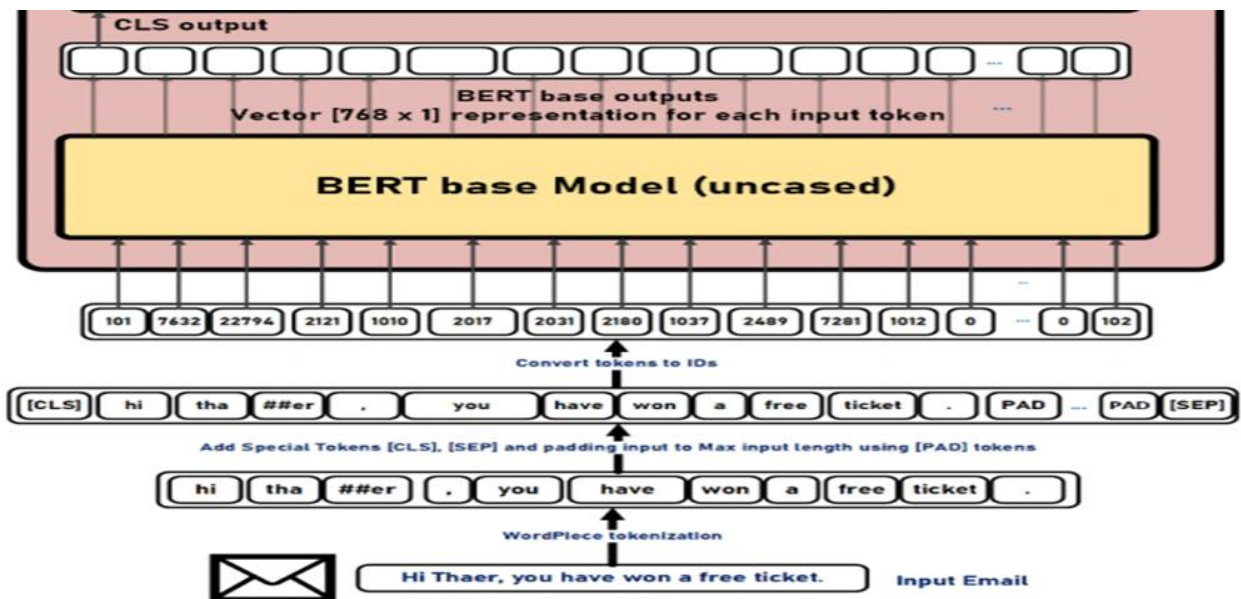 CLS output
...
BERT base outputs
Vector [768 x 1] representation for each input token ...
BERT base Model (uncased)
...
101 7632 22794 2121 1010 2017 2031 2180 1037 2489 7281 1012 0 ... 0 102
Convert tokens to IDs
[CLS] hi tha ##er , you have won a free ticket . PAD ... PAD [SEP]
Add Special Tokens [CLS], [SEP] and padding input to Max input length using [PAD] tokens
hi tha ##er , you have won a free ticket .
WordPiece tokenization
Hi Thaer, you have won a free ticket. Input Email